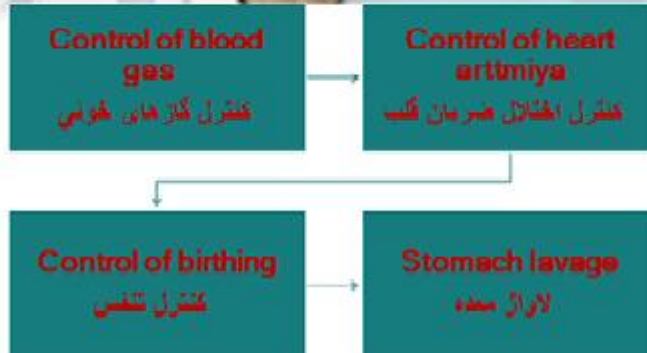 Control of blood
gas
کنترل گازهای خونی
Control of heart
arttmiya
کنترل اختلال ضربان قلب
Control of birthing
کنترل تنفس
Stomach lavage
لاواژ معده